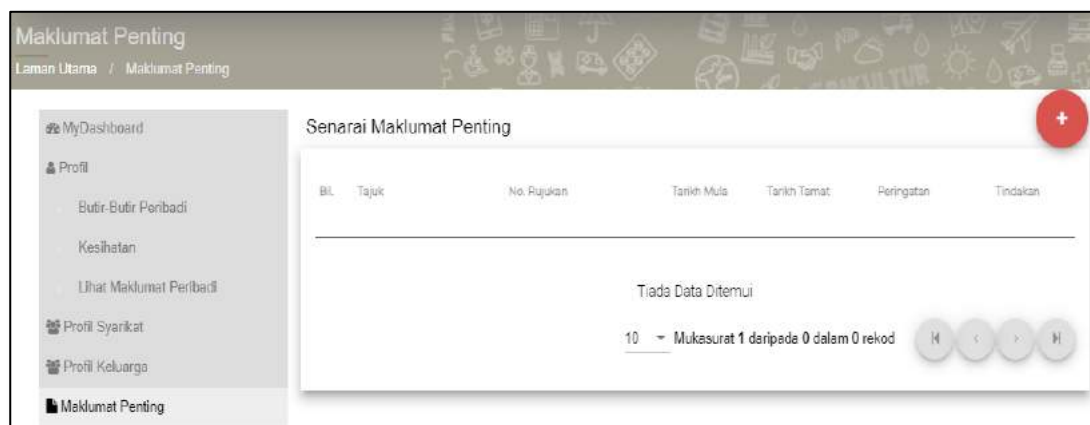 Maklumat Penting
Laman Utama / Maklumat Penting
MyDashboard
Profil
Butir-Butir Peribadi
Kesihatan
Lihat Maklumat Peribadi
Profil Syarikat
Profil Keluarga
Maklumat Penting
Senarai Maklumat Penting
+
Bil. Tajuk No. Rujukan Tarikh Mula Tarikh Tamat Peringatan Tindakan
Tiada Data Ditemui
10 Mukasurat 1 daripada 0 dalam 0 rekod